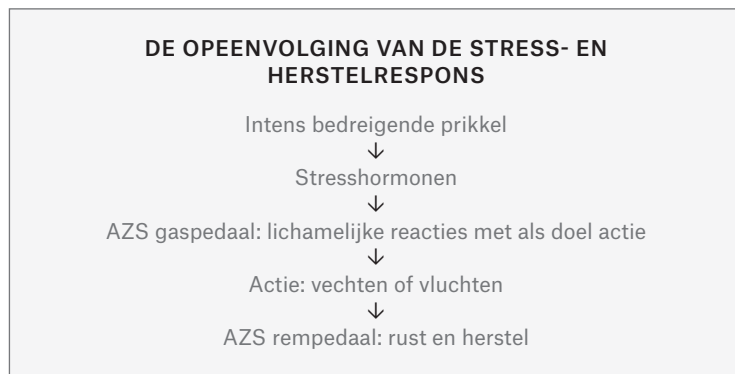 DE OPEENVOLGING VAN DE STRESS- EN
HERSTELRESPONS
Intens bedreigende prikkel
↓
Stresshormonen
↓
AZS gaspedaal: lichamelijke reacties met als doel actie
↓
Actie: vechten of vluchten
↓
AZS rempedaal: rust en herstel